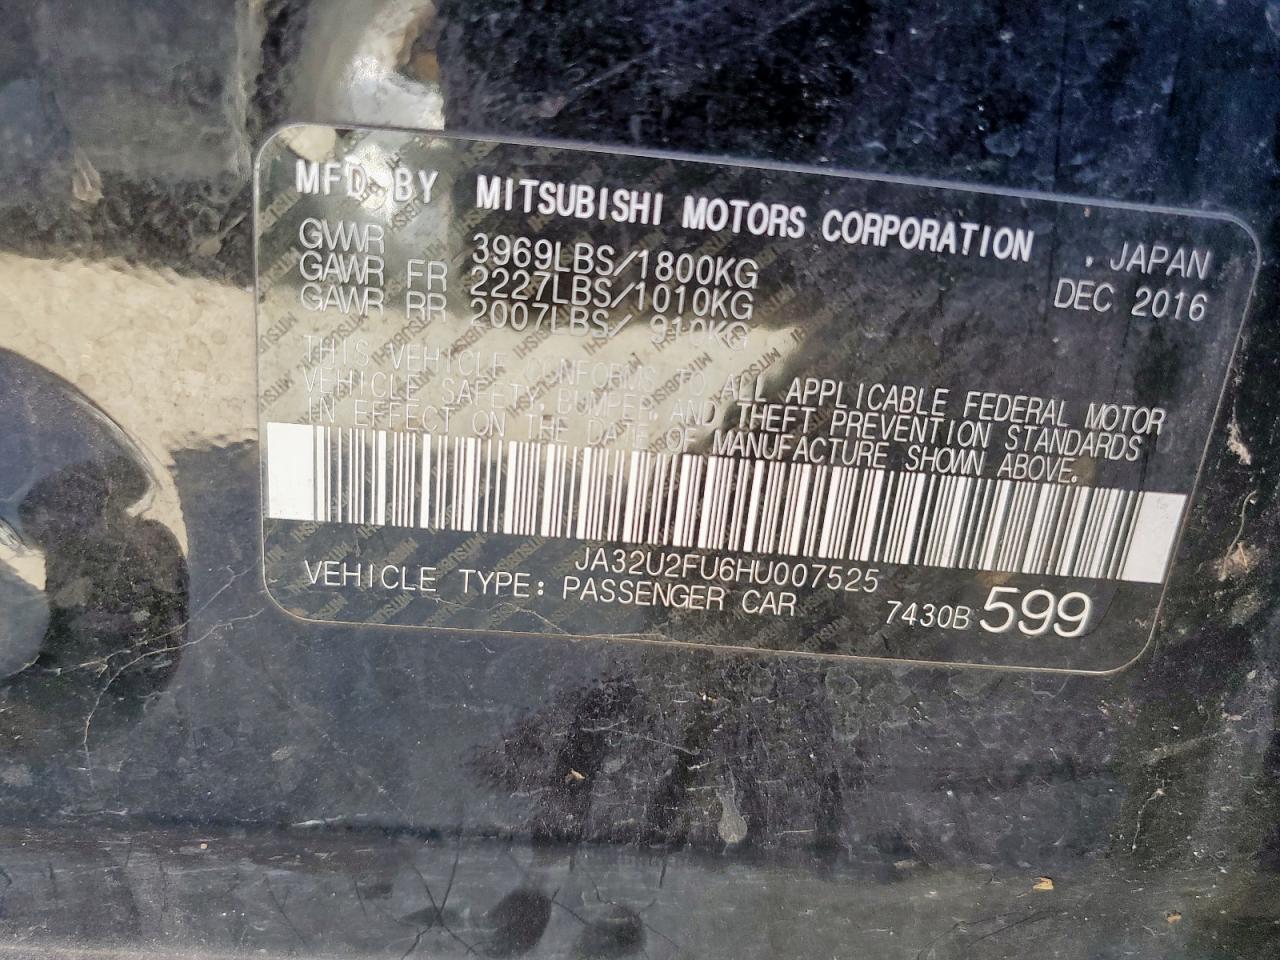 MFD BY MITSUBISHI MOTORS CORPORATION , JAPAN
GVWR 3969LBS/1800KG DEC 2016
GAWR FR 2227LBS/1010KG
GAWR RR 2007LBS/ 910KG
THIS VEHICLE CONFORMS TO ALL APPLICABLE FEDERAL MOTOR
VEHICLE SAFETY, BUMPER, AND THEFT PREVENTION STANDARDS
IN EFFECT ON THE DATE OF MANUFACTURE SHOWN ABOVE.
JA32U2FU6HU007525
VEHICLE TYPE: PASSENGER CAR 7430B 599